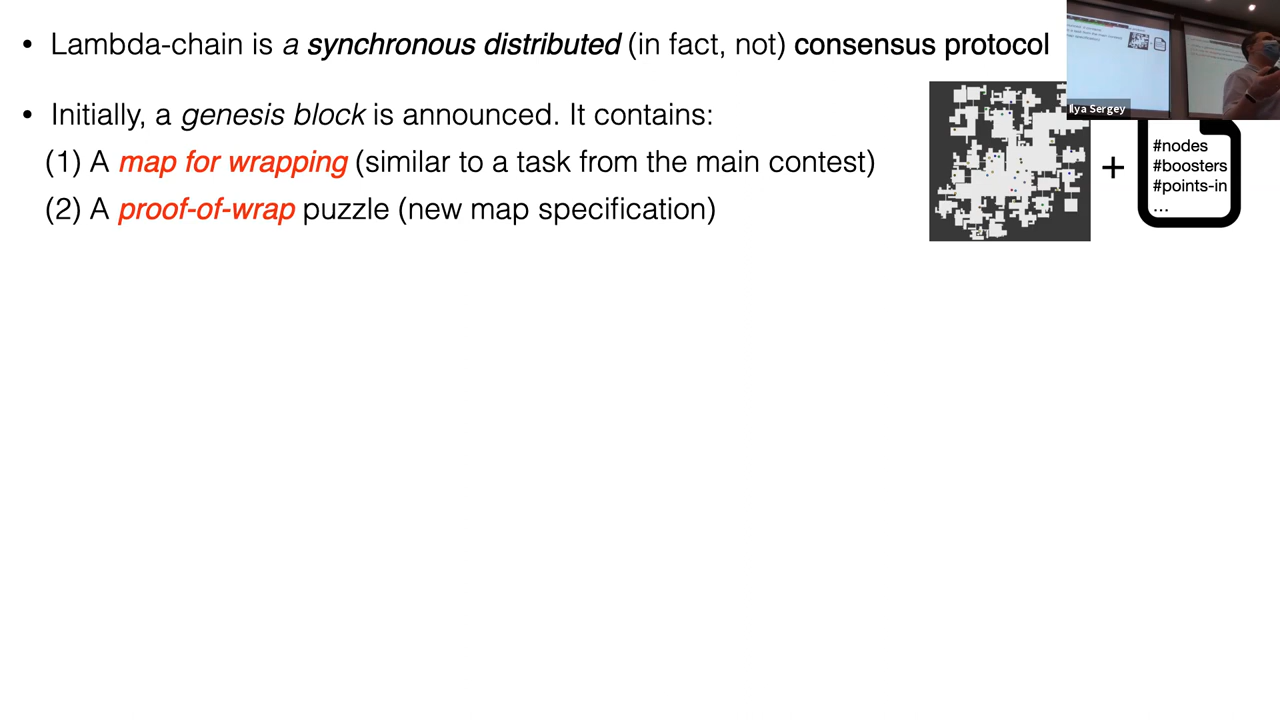 • Lambda-chain is a synchronous distributed (in fact, not) consensus protocol
• Initially, a genesis block is announced. It contains:
(1) A map for wrapping (similar to a task from the main contest)
(2) A proof-of-wrap puzzle (new map specification)
+
#nodes
#boosters
#points-in
...
Ilya Sergey